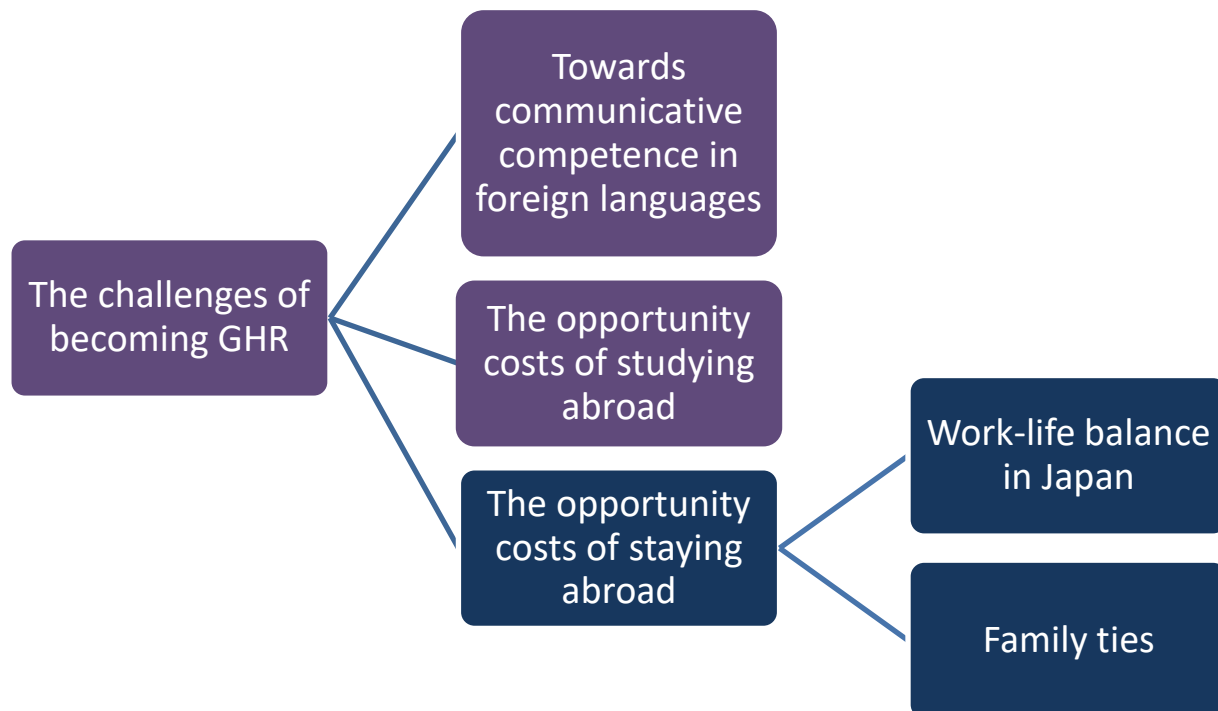 The challenges of
becoming GHR
Towards
communicative
competence in
foreign languages
The opportunity
costs of studying
abroad
The opportunity
costs of staying
abroad
Work-life balance
in Japan
Family ties